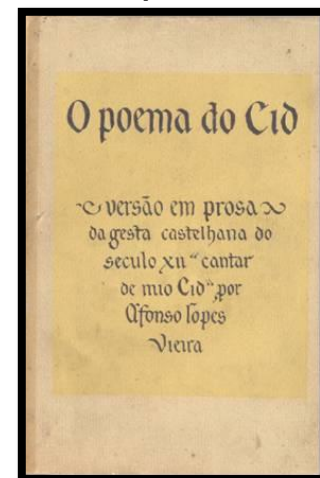 O poema do Cid
versão em prosa
da gesta castelhana do
seculo XII “cantar
de mio Cid”, por
Afonso lopes
Vieira